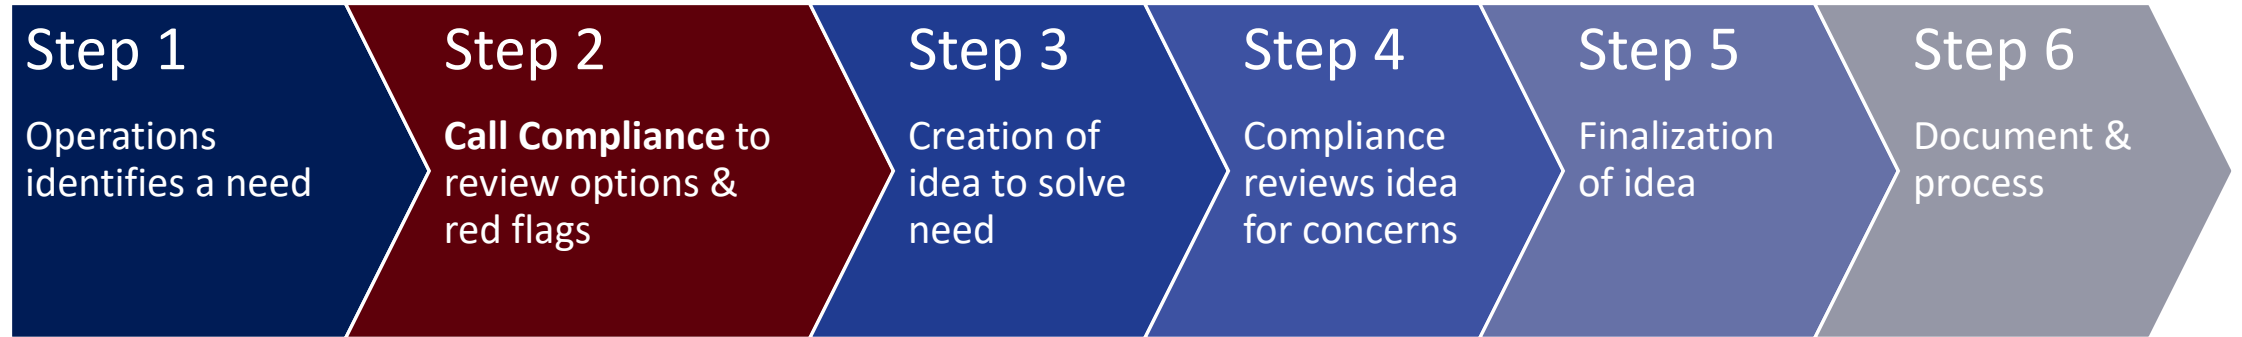 Step 1
Operations
identifies a need
Step 2
Call Compliance to
review options &
red flags
Step 3
Creation of
idea to solve
need
Step 4
Compliance
reviews idea
for concerns
Step 5
Finalization
of idea
Step 6
Document &
process